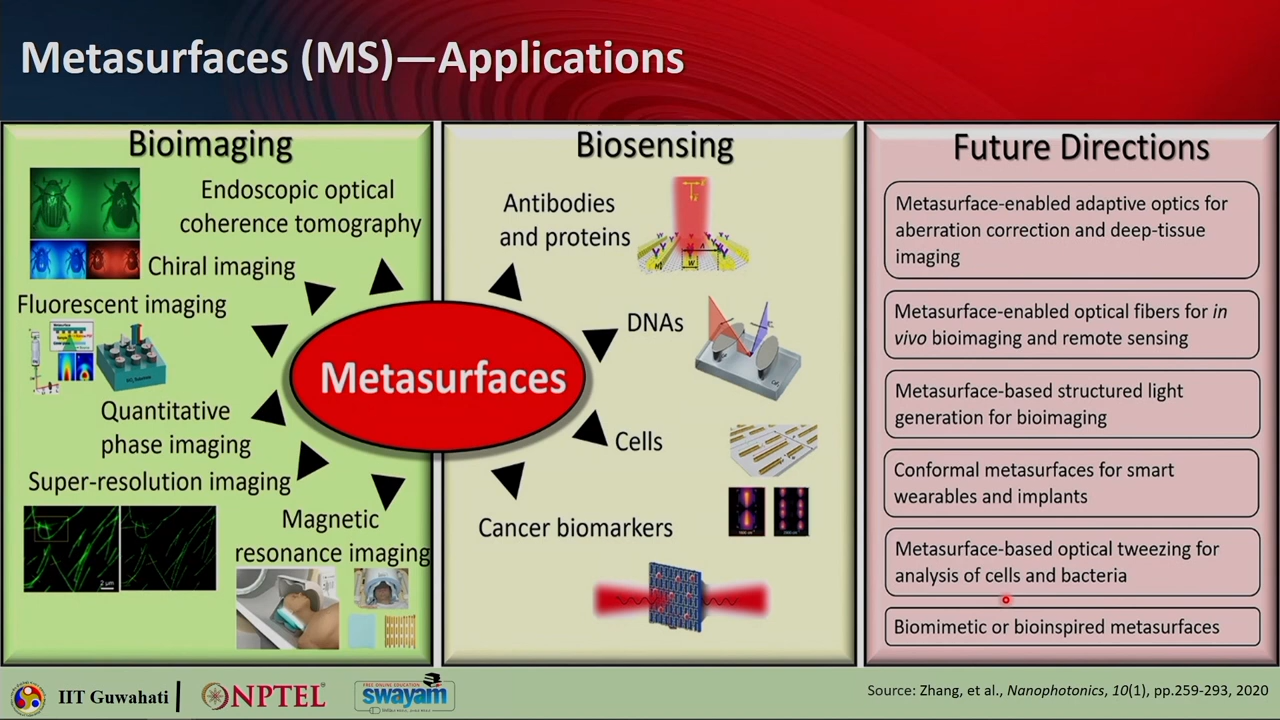 Metasurfaces (MS)—Applications
Bioimaging
Endoscopic optical
coherence tomography
Chiral imaging
Fluorescent imaging
Quantitative
phase imaging
Super-resolution imaging
2 μm
Magnetic
resonance imaging
Metasurfaces
Biosensing
Antibodies
and proteins
DNAs
Cells
Cancer biomarkers
Future Directions
Metasurface-enabled adaptive optics for
aberration correction and deep-tissue
imaging
Metasurface-enabled optical fibers for in
vivo bioimaging and remote sensing
Metasurface-based structured light
generation for bioimaging
Conformal metasurfaces for smart
wearables and implants
Metasurface-based optical tweezing for
analysis of cells and bacteria
Biomimetic or bioinspired metasurfaces
IIT Guwahati
NPTEL
FREE ONLINE EDUCATION
swayam
Source: Zhang, et al., Nanophotonics, 10(1), pp.259-293, 2020